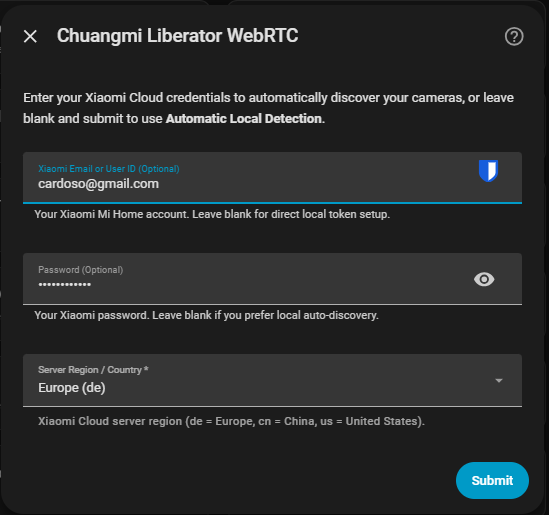 Chuangmi Liberator WebRTC
Enter your Xiaomi Cloud credentials to automatically discover your cameras, or leave
blank and submit to use Automatic Local Detection.
Xiaomi Email or User ID (Optional)
cardoso@gmail.com
Your Xiaomi Mi Home account. Leave blank for direct local token setup.
Password (Optional)
••••••••••••
Your Xiaomi password. Leave blank if you prefer local auto-discovery.
Server Region / Country *
Europe (de)
Xiaomi Cloud server region (de = Europe, cn = China, us = United States).
Submit